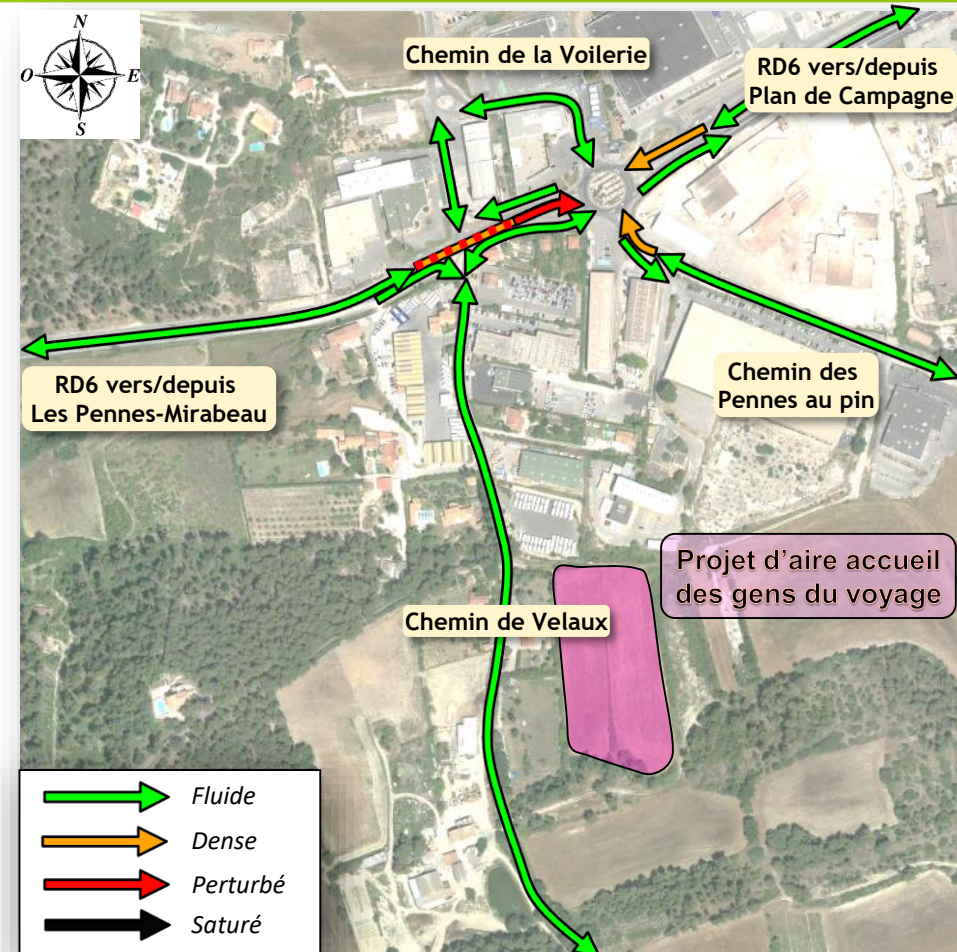 N
O
E
S
Chemin de la Voilerie
RD6 vers/depuis
Plan de Campagne
RD6 vers/depuis
Les Pennes-Mirabeau
Chemin des
Pennes au pin
Projet d'aire accueil
des gens du voyage
Chemin de Velaux
Fluide
Dense
Perturbé
Saturé